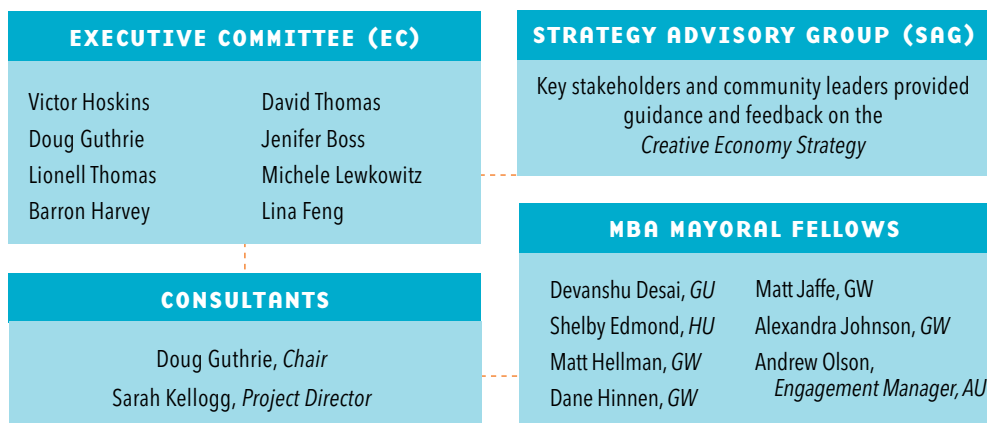 EXECUTIVE COMMITTEE (EC)
Victor Hoskins
Doug Guthrie
Lionell Thomas
Barron Harvey
David Thomas
Jenifer Boss
Michele Lewkowitz
Lina Feng
STRATEGY ADVISORY GROUP (SAG)
Key stakeholders and community leaders provided
guidance and feedback on the
Creative Economy Strategy
CONSULTANTS
Doug Guthrie, Chair
Sarah Kellogg, Project Director
MBA MAYORAL FELLOWS
Devanshu Desai, GU
Shelby Edmond, HU
Matt Hellman, GW
Dane Hinnen, GW
Matt Jaffe, GW
Alexandra Johnson, GW
Andrew Olson,
Engagement Manager, AU